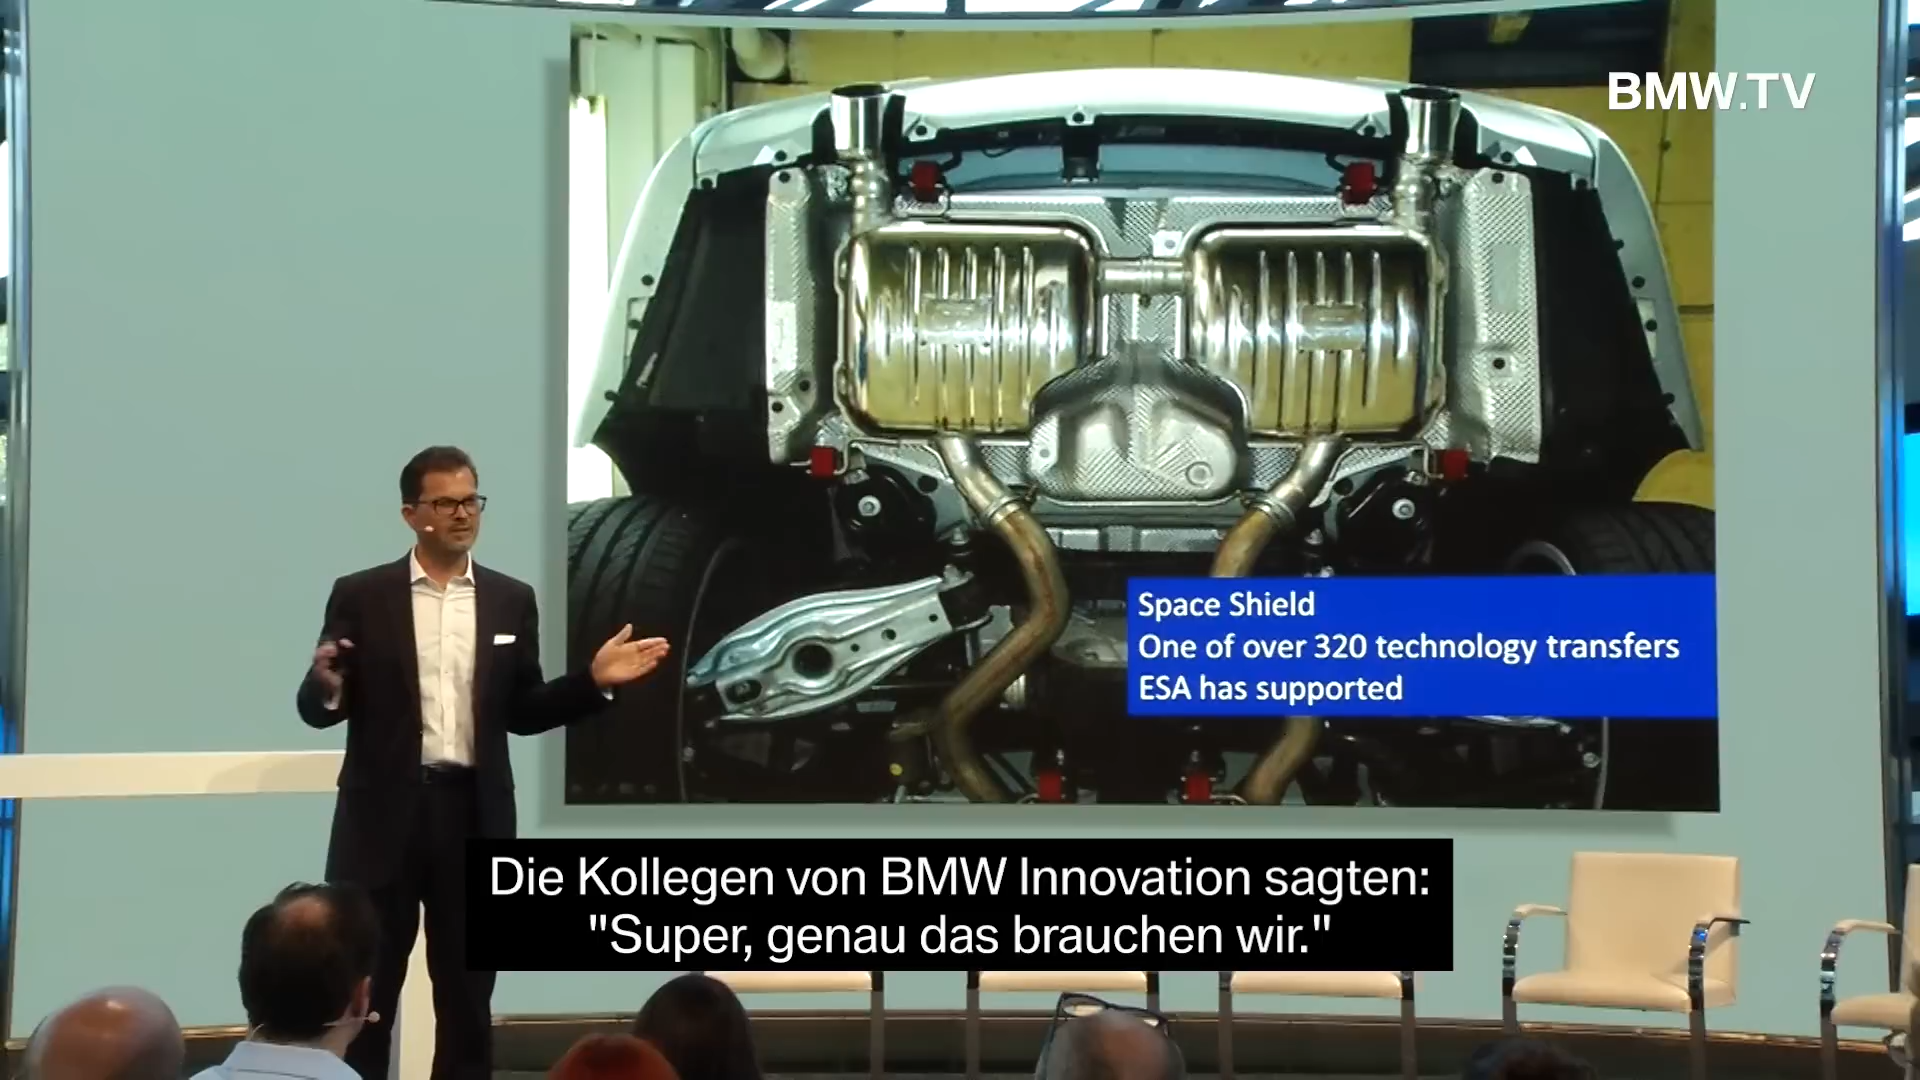 BMW.TV
Space Shield
One of over 320 technology transfers
ESA has supported
Die Kollegen von BMW Innovation sagten:
"Super, genau das brauchen wir."